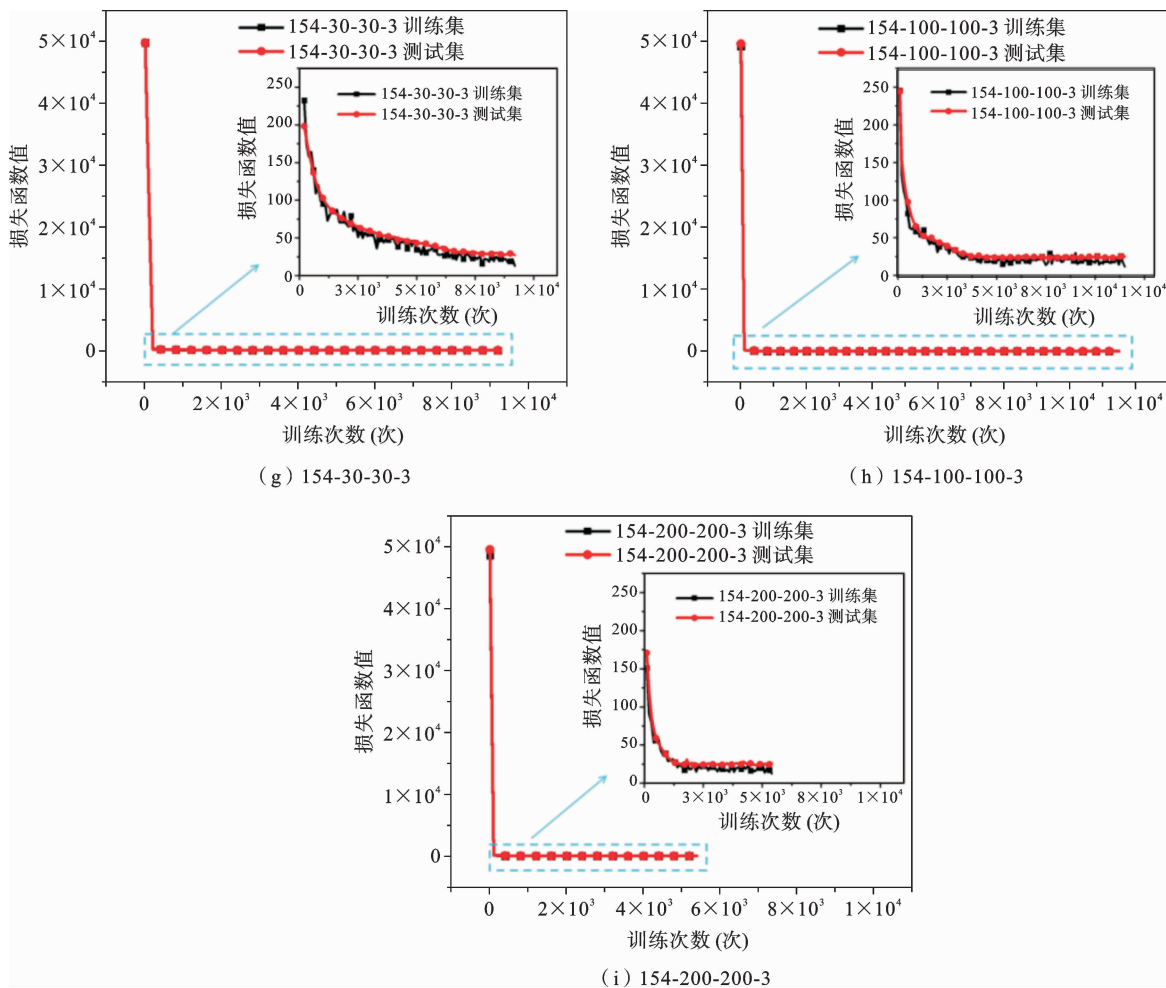 154-30-30-3 训练集
154-30-30-3 测试集
5×10⁴
4×10⁴
3×10⁴
2×10⁴
1×10⁴
0
损失函数值
250
200
150
100
50
0
损失函数值
154-30-30-3 训练集
154-30-30-3 测试集
0 3×10³ 5×10³ 8×10³ 1×10⁴
训练次数 (次)
0 2×10³ 4×10³ 6×10³ 8×10³ 1×10⁴
训练次数 (次)
(g) 154-30-30-3
154-100-100-3 训练集
154-100-100-3 测试集
5×10⁴
4×10⁴
3×10⁴
2×10⁴
1×10⁴
0
损失函数值
250
200
150
100
50
0
损失函数值
154-100-100-3 训练集
154-100-100-3 测试集
0 3×10³ 5×10³ 8×10³ 1×10⁴ 1×10⁴
训练次数 (次)
0 2×10³ 4×10³ 6×10³ 8×10³ 1×10⁴ 1×10⁴
训练次数 (次)
(h) 154-100-100-3
154-200-200-3 训练集
154-200-200-3 测试集
5×10⁴
4×10⁴
3×10⁴
2×10⁴
1×10⁴
0
损失函数值
250
200
150
100
50
0
损失函数值
154-200-200-3 训练集
154-200-200-3 测试集
0 3×10³ 5×10³ 8×10³ 1×10⁴
训练次数 (次)
0 2×10³ 4×10³ 6×10³ 8×10³ 1×10⁴
训练次数 (次)
(i) 154-200-200-3